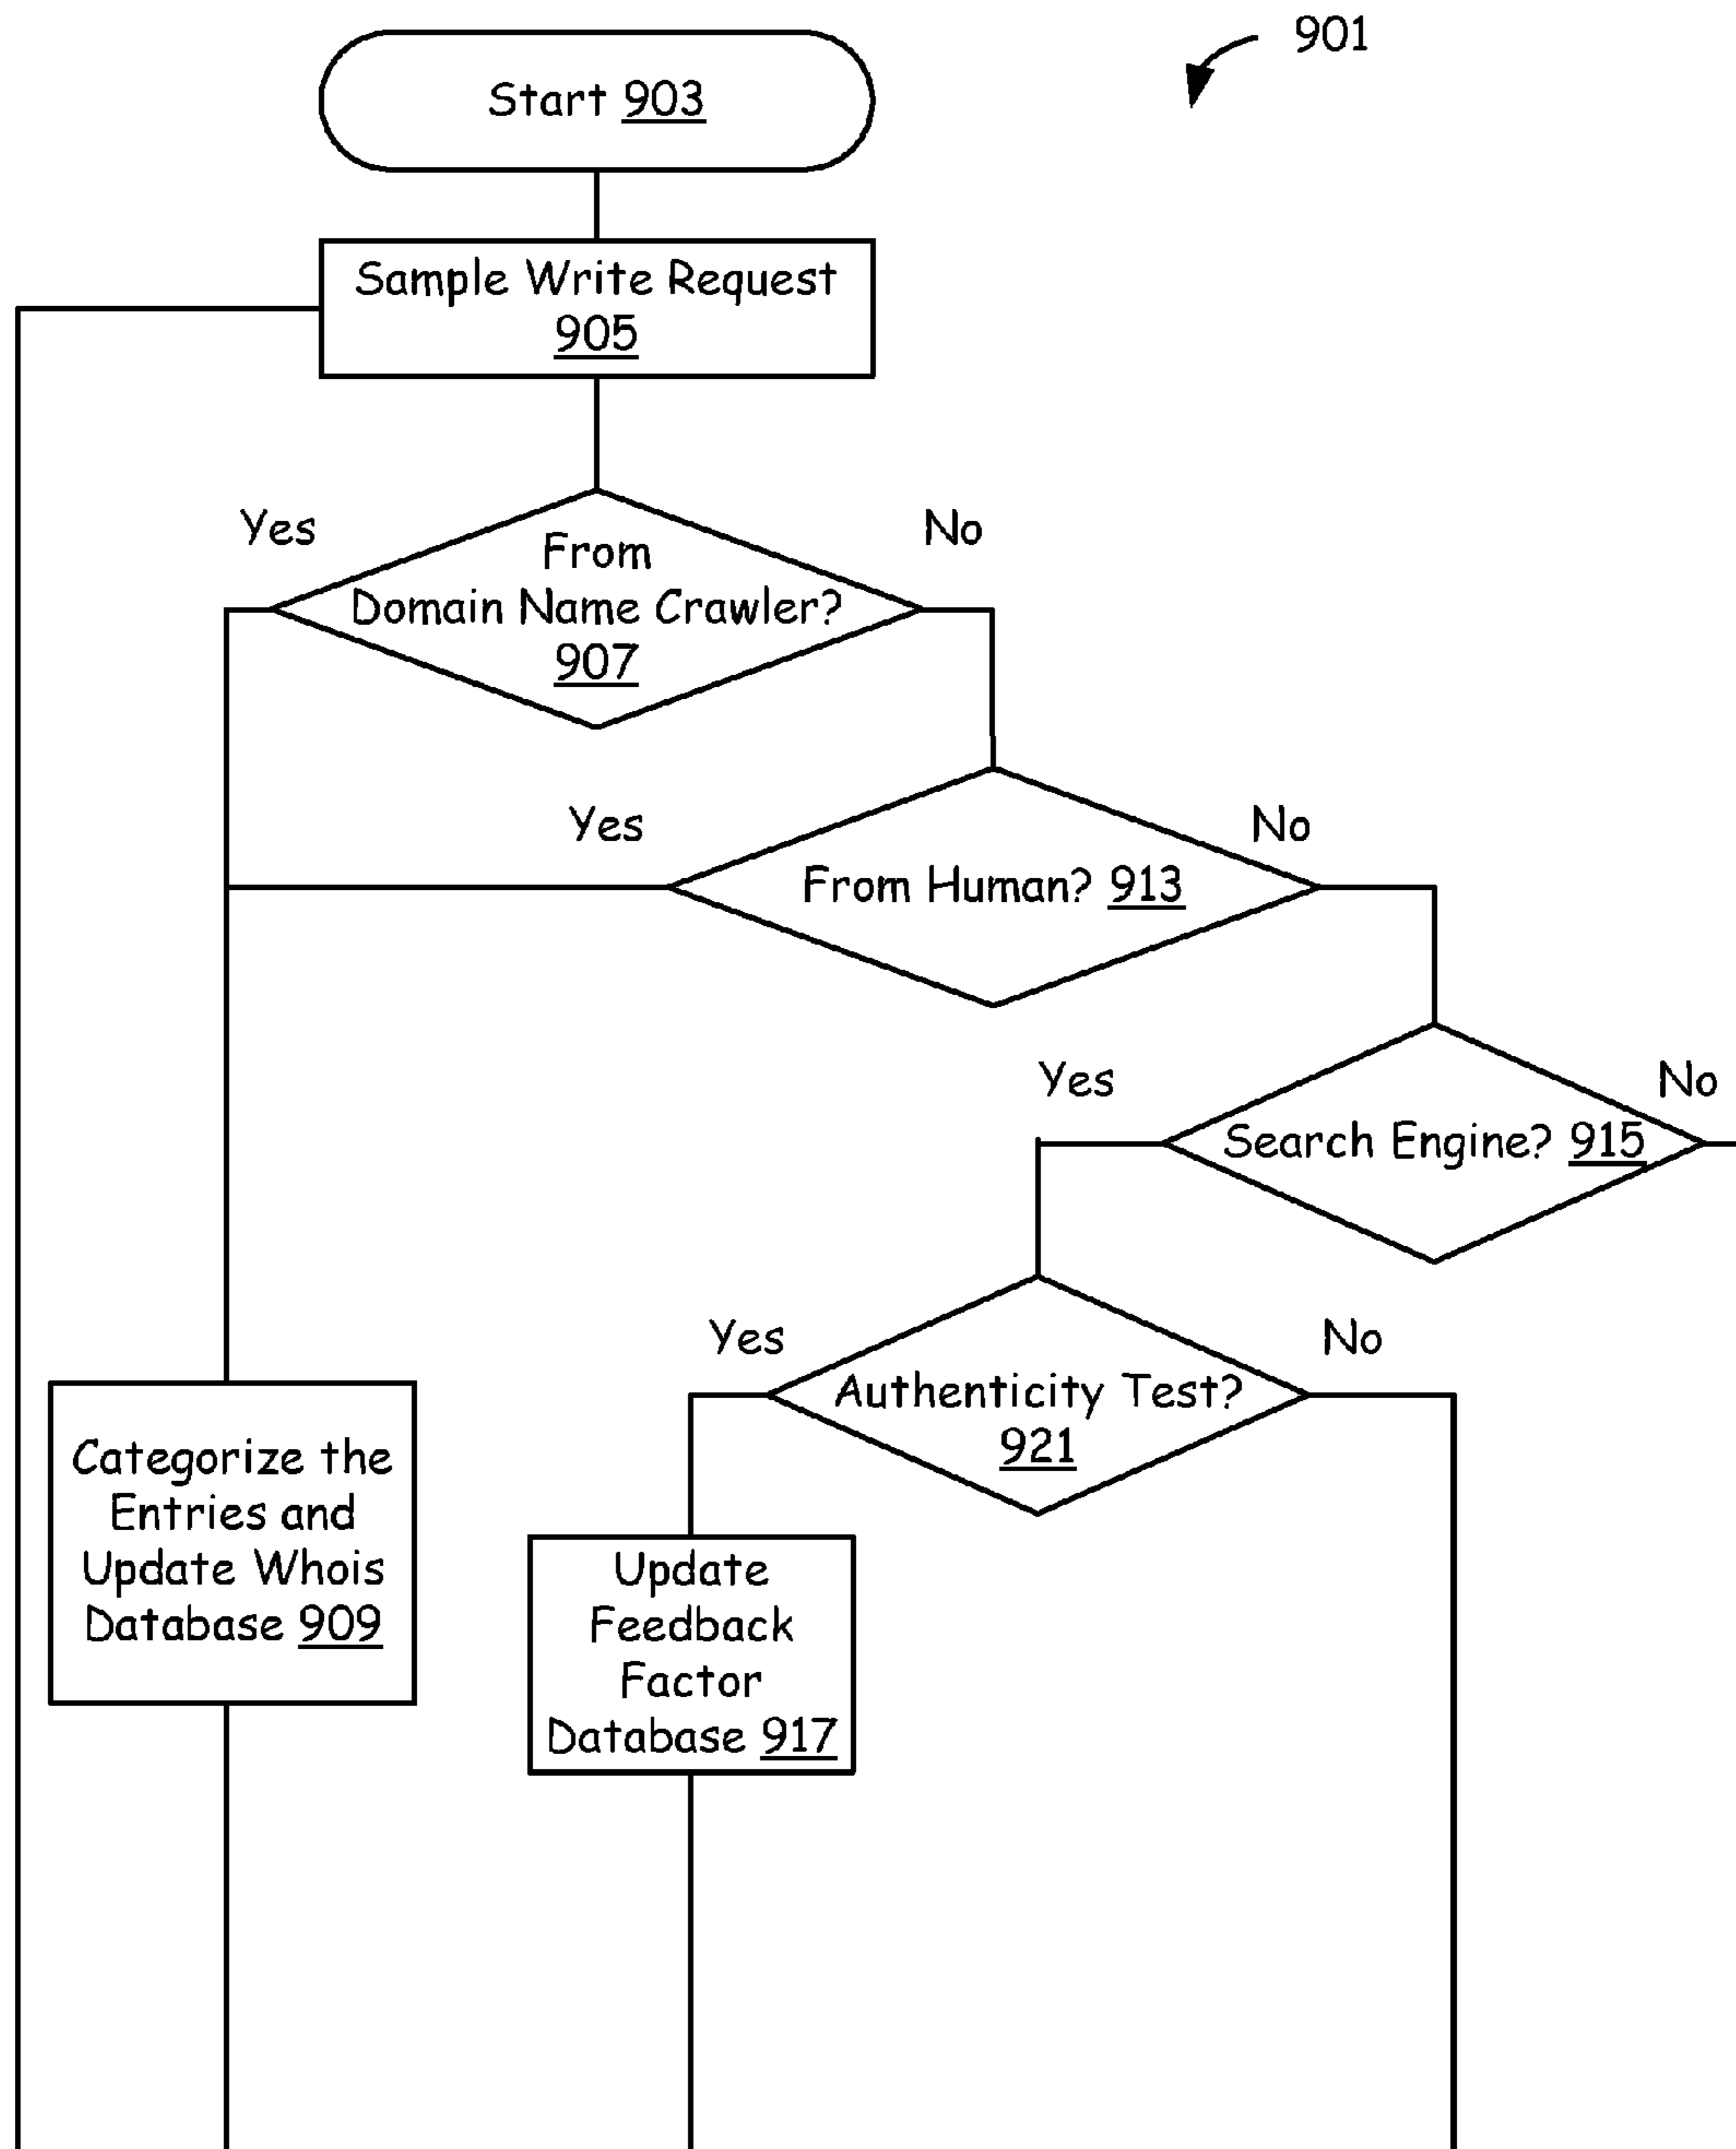 901
Start 903
Sample Write Request
905
Yes
No
From
Domain Name Crawler?
907
Yes
No
From Human? 913
Yes
No
Search Engine? 915
Yes
No
Authenticity Test?
921
Categorize the
Entries and
Update Whois
Database 909
Update
Feedback
Factor
Database 917